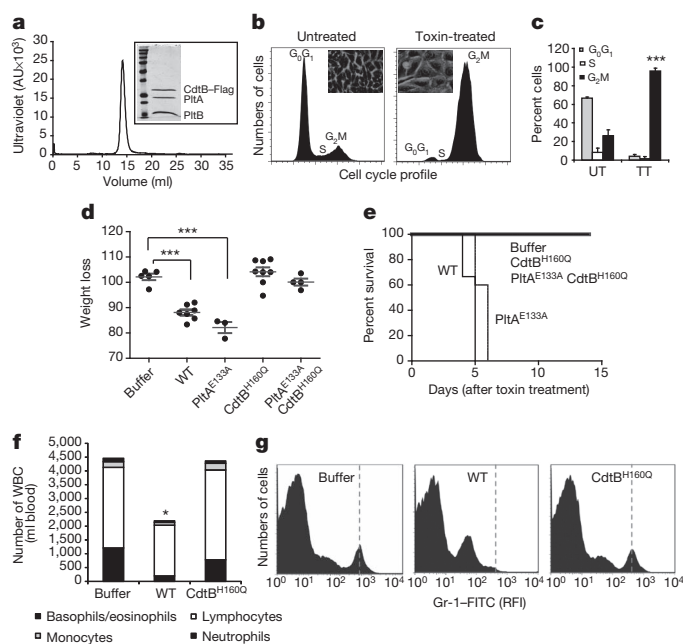 a
Ultraviolet (AU×10³)
25
20
15
10
5
0
0 5 10 15 20 25 30 35
Volume (ml)
CdtB–Flag
PltA
PltB
b
Untreated
Toxin-treated
Numbers of cells
G₀G₁
S
G₂M
G₀G₁
S
G₂M
Cell cycle profile
c
G₀G₁
S
G₂M
Percent cells
100
80
60
40
20
0
***
UT TT
d
Weight loss
120
110
100
90
80
70
***
***
Buffer
WT
PltA^E133A
CdtB^H160Q
PltA^E133A
CdtB^H160Q
e
Percent survival
100
80
60
40
20
0
WT
Buffer
CdtB^H160Q
PltA^E133A CdtB^H160Q
PltA^E133A
0 5 10 15
Days (after toxin treatment)
f
Number of WBC
(ml blood)
5,000
4,500
4,000
3,500
3,000
2,500
2,000
1,500
1,000
500
0
*
Buffer WT CdtB^H160Q
Basophils/eosinophils
Lymphocytes
Monocytes
Neutrophils
g
Numbers of cells
Buffer
WT
CdtB^H160Q
10⁰ 10¹ 10² 10³ 10⁴
10⁰ 10¹ 10² 10³ 10⁴
10⁰ 10¹ 10² 10³ 10⁴
Gr-1–FITC (RFI)